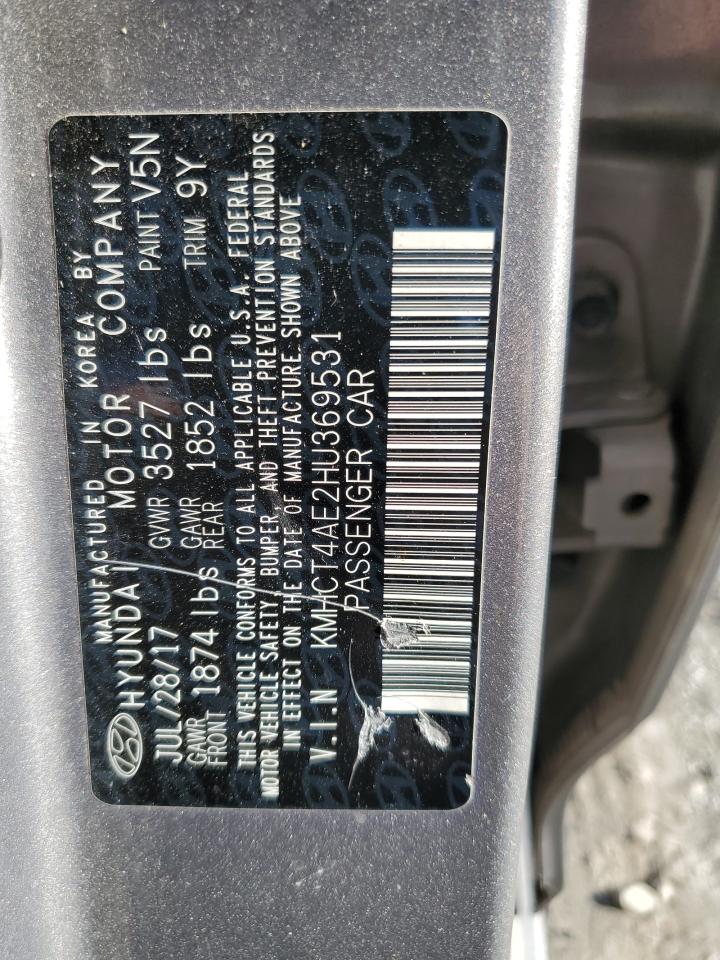 MANUFACTURED IN KOREA BY
HYUNDAI MOTOR COMPANY
JUL/28/17 GVWR 3527 lbs PAINT V5N
GAWR FRONT 1874 lbs GAWR REAR 1852 lbs TRIM 9Y
THIS VEHICLE CONFORMS TO ALL APPLICABLE U.S.A. FEDERAL
MOTOR VEHICLE SAFETY, BUMPER, AND THEFT PREVENTION STANDARDS
IN EFFECT ON THE DATE OF MANUFACTURE SHOWN ABOVE
V.I.N KMHCT4AE2HU369531
PASSENGER CAR